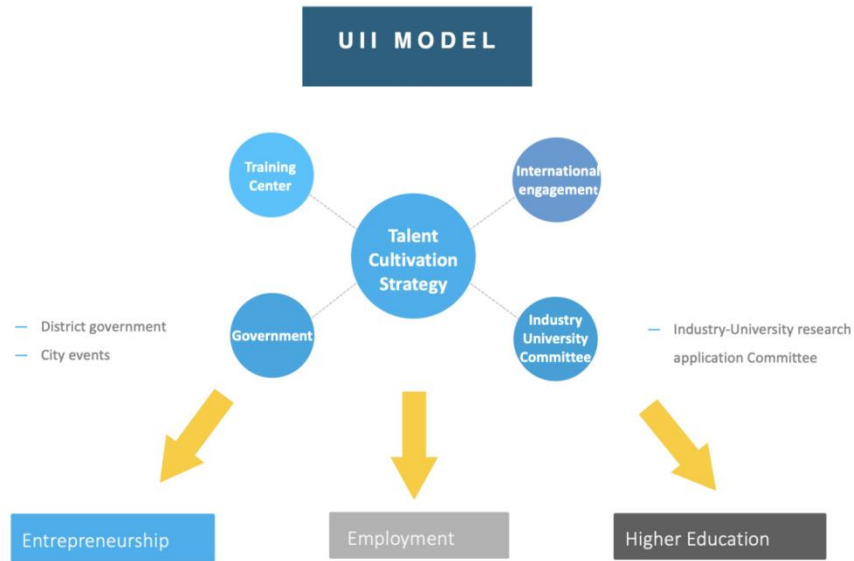 UII MODEL
Training
Center
International
engagement
Talent
Cultivation
Strategy
Government
Industry
University
Committee
— District government
— City events
— Industry-University research
application Committee
Entrepreneurship
Employment
Higher Education